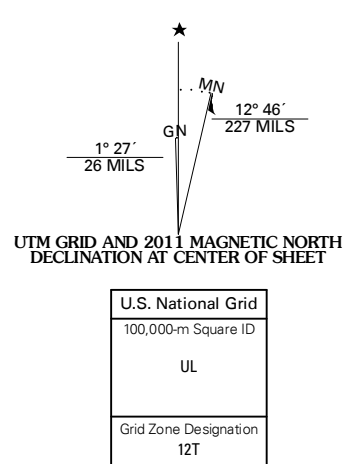 ★
MN
GN
12° 46´
227 MILS
1° 27´
26 MILS
UTM GRID AND 2011 MAGNETIC NORTH
DECLINATION AT CENTER OF SHEET
U.S. National Grid
100,000-m Square ID
UL
Grid Zone Designation
12T